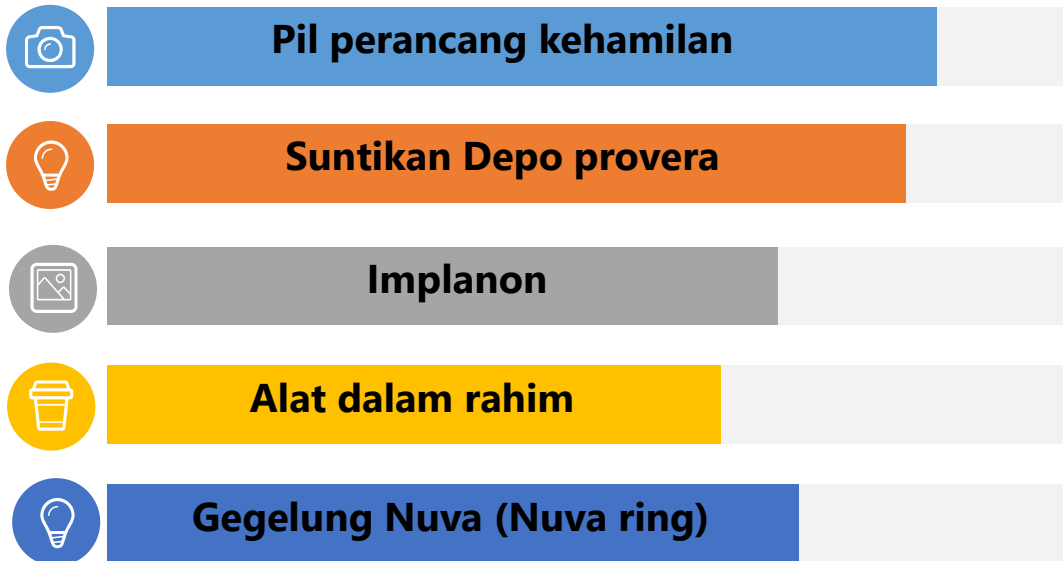 Pil perancang kehamilan
Suntikan Depo provera
Implanon
Alat dalam rahim
Gegelung Nuva (Nuva ring)